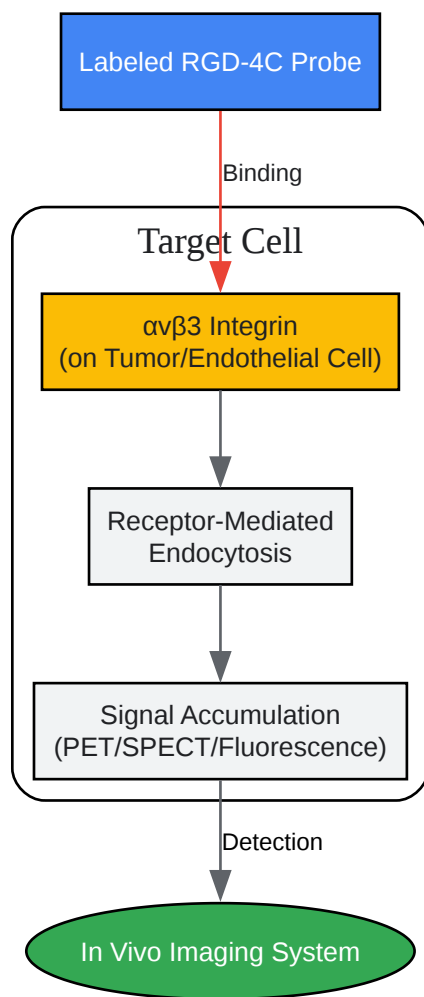 Labeled RGD-4C Probe
Binding
Target Cell
αvβ3 Integrin
(on Tumor/Endothelial Cell)
Receptor-Mediated
Endocytosis
Signal Accumulation
(PET/SPECT/Fluorescence)
Detection
In Vivo Imaging System